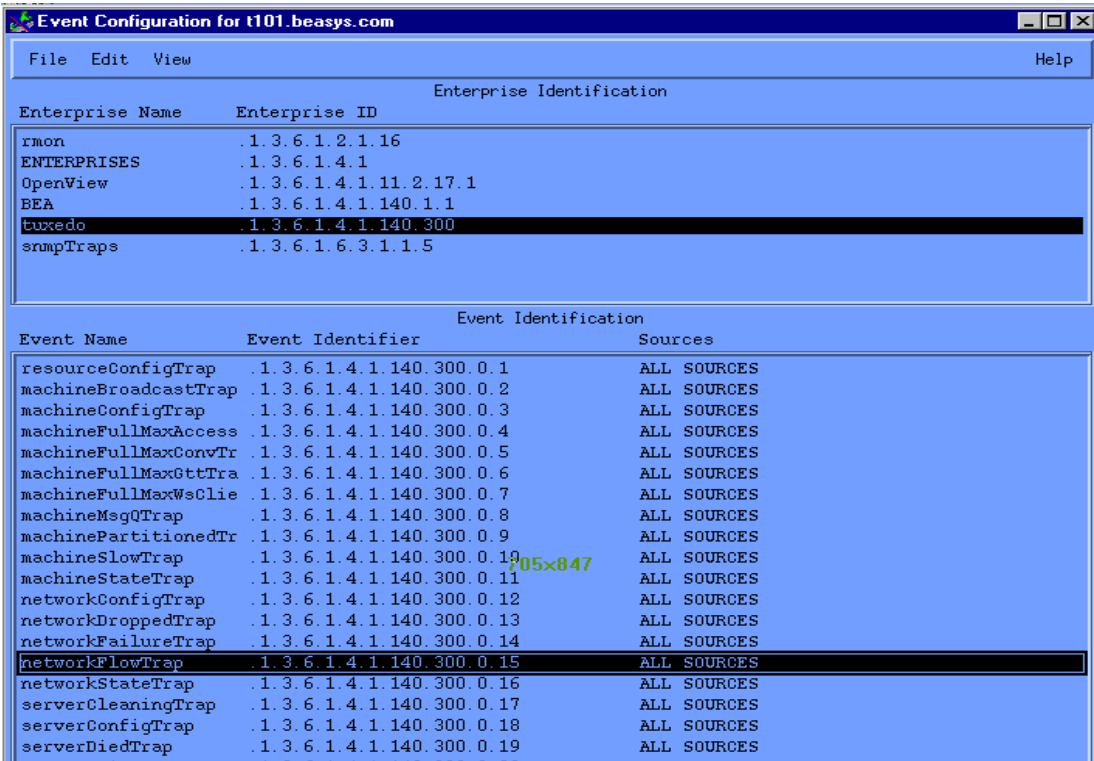 Event Configuration for t101.beasys.com
File Edit View Help
Enterprise Identification
Enterprise Name Enterprise ID
rmon .1.3.6.1.2.1.16
ENTERPRISES .1.3.6.1.4.1
OpenView .1.3.6.1.4.1.11.2.17.1
BEA .1.3.6.1.4.1.140.1.1
tuxedo .1.3.6.1.4.1.140.300
snmpTraps .1.3.6.1.6.3.1.1.5
Event Identification
Event Name Event Identifier Sources
resourceConfigTrap .1.3.6.1.4.1.140.300.0.1 ALL SOURCES
machineBroadcastTrap .1.3.6.1.4.1.140.300.0.2 ALL SOURCES
machineConfigTrap .1.3.6.1.4.1.140.300.0.3 ALL SOURCES
machineFullMaxAccess .1.3.6.1.4.1.140.300.0.4 ALL SOURCES
machineFullMaxConvTr .1.3.6.1.4.1.140.300.0.5 ALL SOURCES
machineFullMaxGttTra .1.3.6.1.4.1.140.300.0.6 ALL SOURCES
machineFullMaxWsClie .1.3.6.1.4.1.140.300.0.7 ALL SOURCES
machineMsgQTrap .1.3.6.1.4.1.140.300.0.8 ALL SOURCES
machinePartitionedTr .1.3.6.1.4.1.140.300.0.9 ALL SOURCES
machineSlowTrap .1.3.6.1.4.1.140.300.0.10 ALL SOURCES
705×847
machineStateTrap .1.3.6.1.4.1.140.300.0.11 ALL SOURCES
networkConfigTrap .1.3.6.1.4.1.140.300.0.12 ALL SOURCES
networkDroppedTrap .1.3.6.1.4.1.140.300.0.13 ALL SOURCES
networkFailureTrap .1.3.6.1.4.1.140.300.0.14 ALL SOURCES
networkFlowTrap .1.3.6.1.4.1.140.300.0.15 ALL SOURCES
networkStateTrap .1.3.6.1.4.1.140.300.0.16 ALL SOURCES
serverCleaningTrap .1.3.6.1.4.1.140.300.0.17 ALL SOURCES
serverConfigTrap .1.3.6.1.4.1.140.300.0.18 ALL SOURCES
serverDiedTrap .1.3.6.1.4.1.140.300.0.19 ALL SOURCES